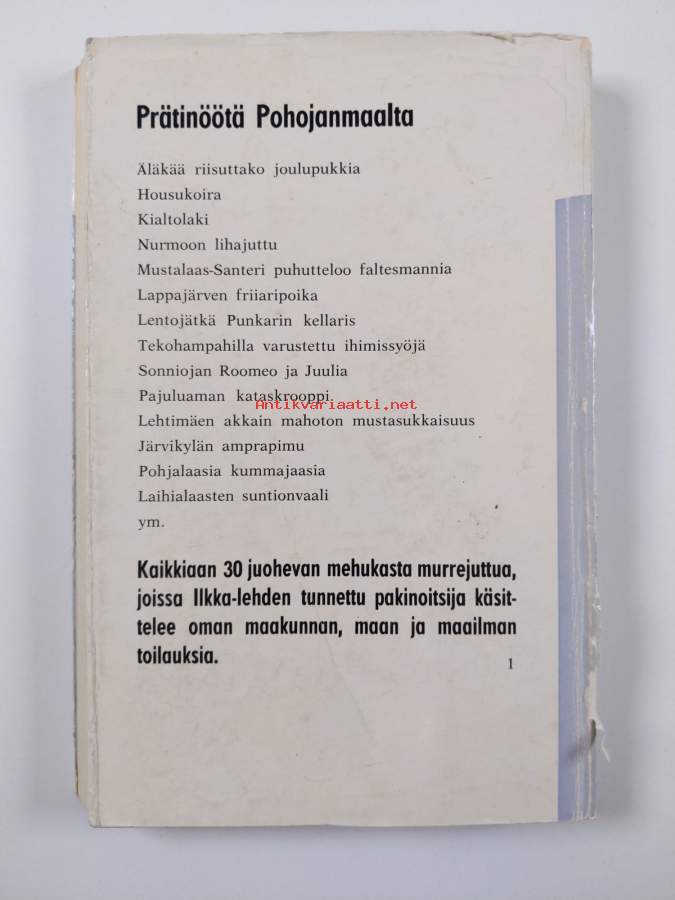 Prätinöötä Pohojanmaalta
Äläkää riisuttako joulupukkia
Housukoira
Kialtolaki
Nurmoon lihajuttu
Mustalaas-Santeri puhutteloo faltesmannia
Lappajärven friiaripoika
Lentojätkä Punkarin kellaris
Tekohampahilla varustettu ihimissyöjä
Sonniojan Roomeo ja Juulia
Pajuluaman kataskrooppi
Antikvariaatti.net
Lehtimäen akkain mahoton mustasukkaisuus
Järvikylän amprapimu
Pohjalaasia kummajaasia
Laihialaasten suntionvaali
ym.
Kaikkiaan 30 juohevan mehukasta murrejuttua,
joissa Ilkka-lehden tunnettu pakinoitsija käsit-
telee oman maakunnan, maan ja maailman
toilauksia.
1